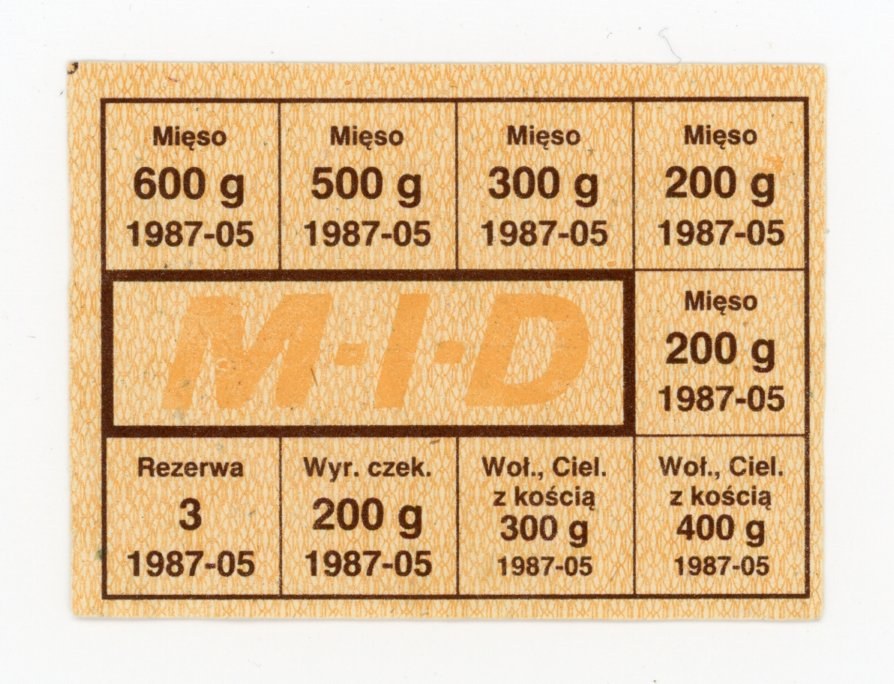 Mięso
600 g
1987-05
Mięso
500 g
1987-05
Mięso
300 g
1987-05
Mięso
200 g
1987-05
M·I·D
Mięso
200 g
1987-05
Rezerwa
3
1987-05
Wyr. czek.
200 g
1987-05
Woł., Ciel.
z kością
300 g
1987-05
Woł., Ciel.
z kością
400 g
1987-05